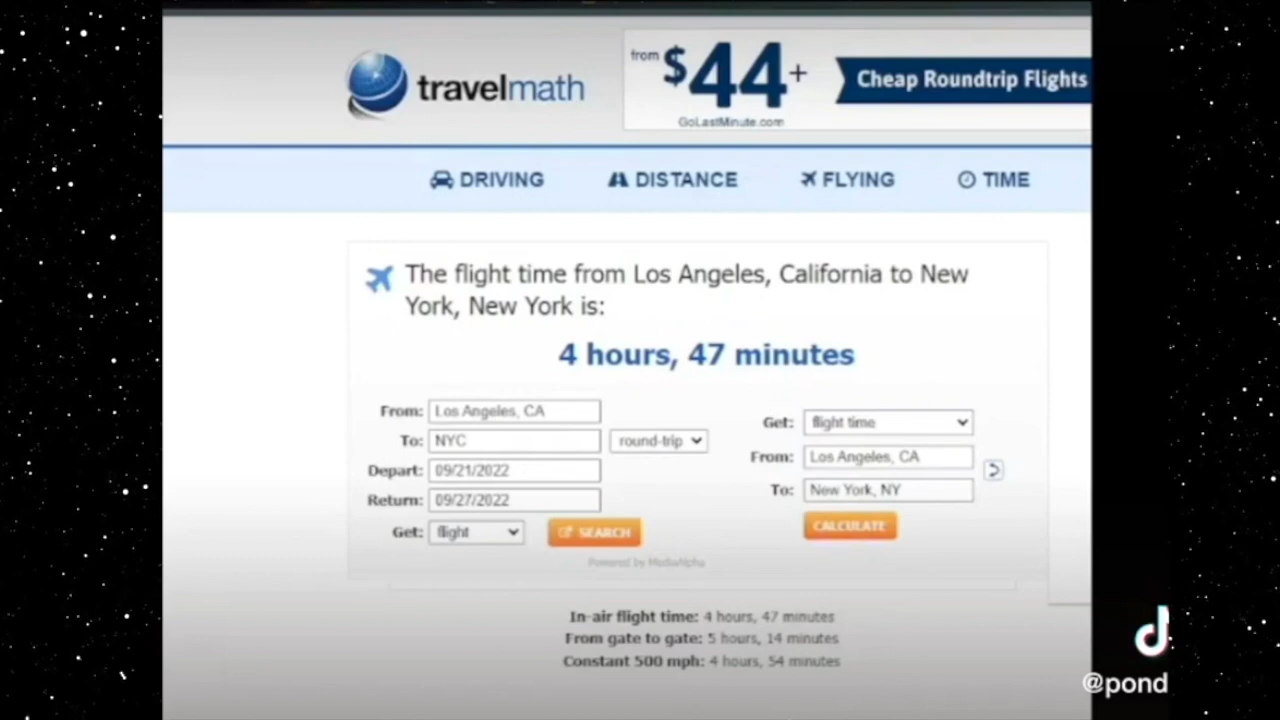 travelmath
from $44+
GoLastMinute.com
Cheap Roundtrip Flights
DRIVING DISTANCE FLYING TIME
The flight time from Los Angeles, California to New
York, New York is:
4 hours, 47 minutes
From: Los Angeles, CA
To: NYC round-trip
Depart: 09/21/2022
Return: 09/27/2022
Get: flight SEARCH
Get: flight time
From: Los Angeles, CA
To: New York, NY
CALCULATE
Powered by MediaAlpha
In-air flight time: 4 hours, 47 minutes
From gate to gate: 5 hours, 14 minutes
Constant 500 mph: 4 hours, 54 minutes
@pond